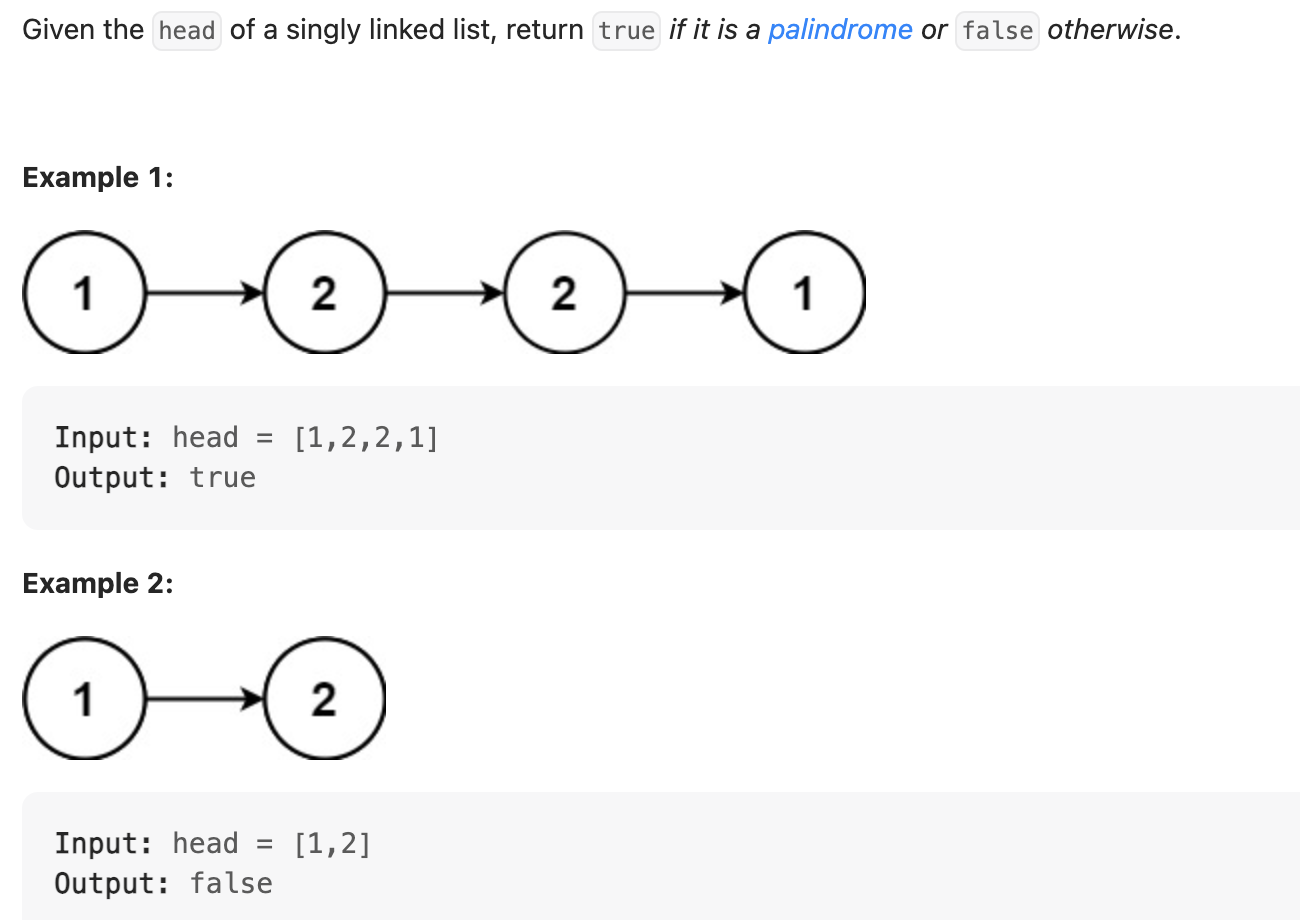 Given the head of a singly linked list, return true if it is a palindrome or false otherwise.
Example 1:
1 2 2 1
Input: head = [1,2,2,1]
Output: true
Example 2:
1 2
Input: head = [1,2]
Output: false